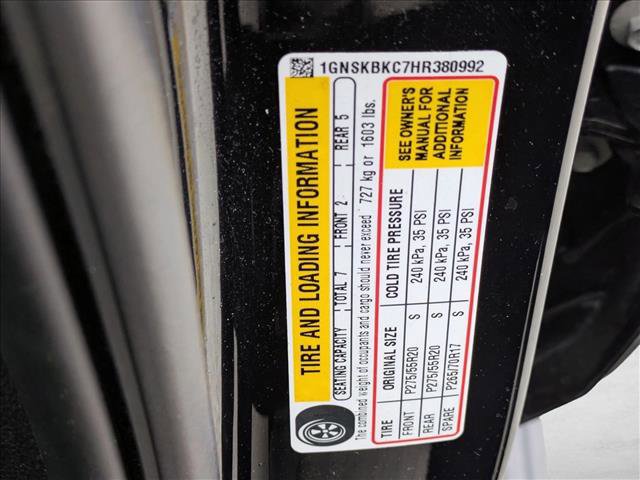 1GNSKBKC7HR380992
TIRE AND LOADING INFORMATION
SEATING CAPACITY TOTAL 7 FRONT 2 REAR 5
The combined weight of occupants and cargo should never exceed 727 kg or 1603 lbs.
TIRE ORIGINAL SIZE COLD TIRE PRESSURE
FRONT P275/55R20 S 240 kPa, 35 PSI
REAR P275/55R20 S 240 kPa, 35 PSI
SPARE P265/70R17 S 240 kPa, 35 PSI
SEE OWNER'S
MANUAL FOR
ADDITIONAL
INFORMATION